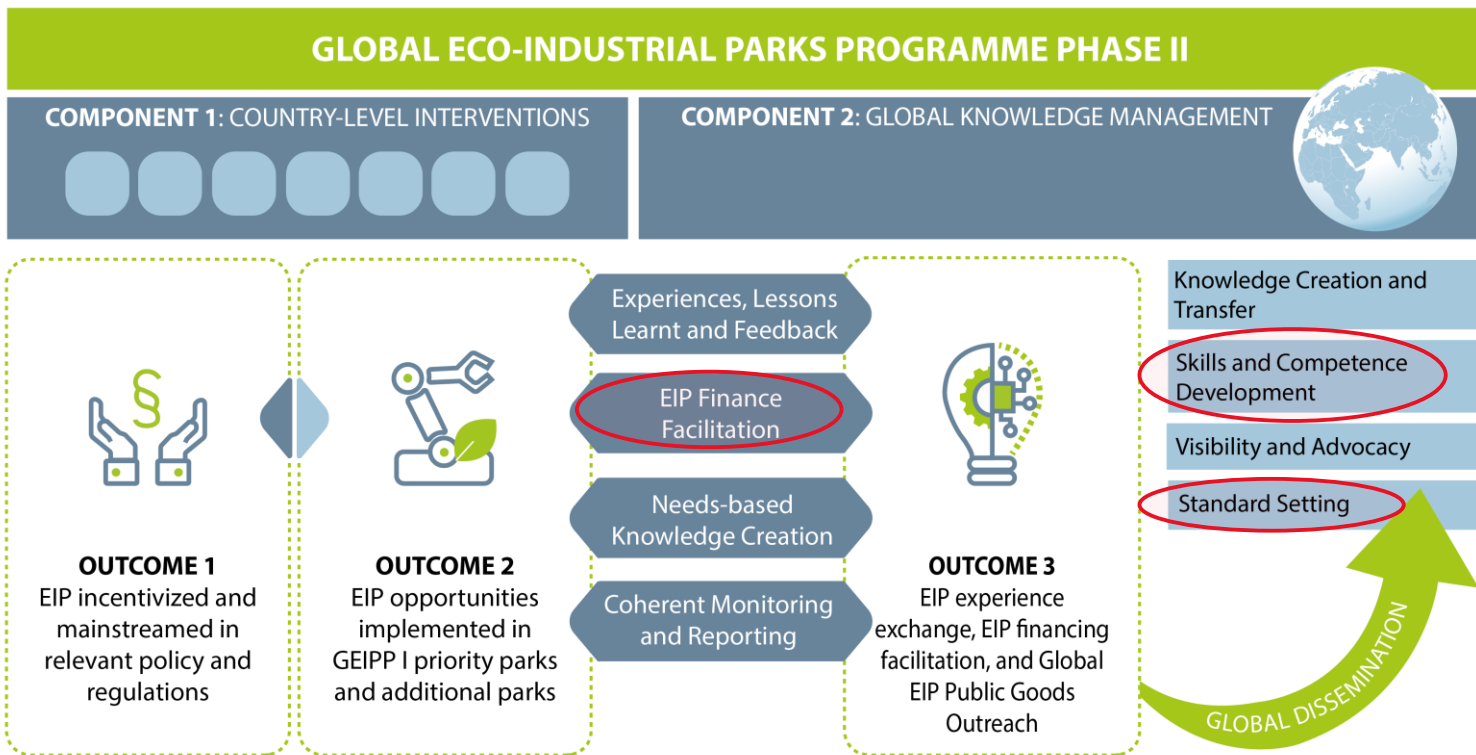 GLOBAL ECO-INDUSTRIAL PARKS PROGRAMME PHASE II
COMPONENT 1: COUNTRY-LEVEL INTERVENTIONS
COMPONENT 2: GLOBAL KNOWLEDGE MANAGEMENT
OUTCOME 1
EIP incentivized and
mainstreamed in
relevant policy and
regulations
OUTCOME 2
EIP opportunities
implemented in
GEIPP I priority parks
and additional parks
Experiences, Lessons
Learnt and Feedback
EIP Finance
Facilitation
Needs-based
Knowledge Creation
Coherent Monitoring
and Reporting
OUTCOME 3
EIP experience
exchange, EIP financing
facilitation, and Global
EIP Public Goods
Outreach
Knowledge Creation and
Transfer
Skills and Competence
Development
Visibility and Advocacy
Standard Setting
GLOBAL DISSEMINATION